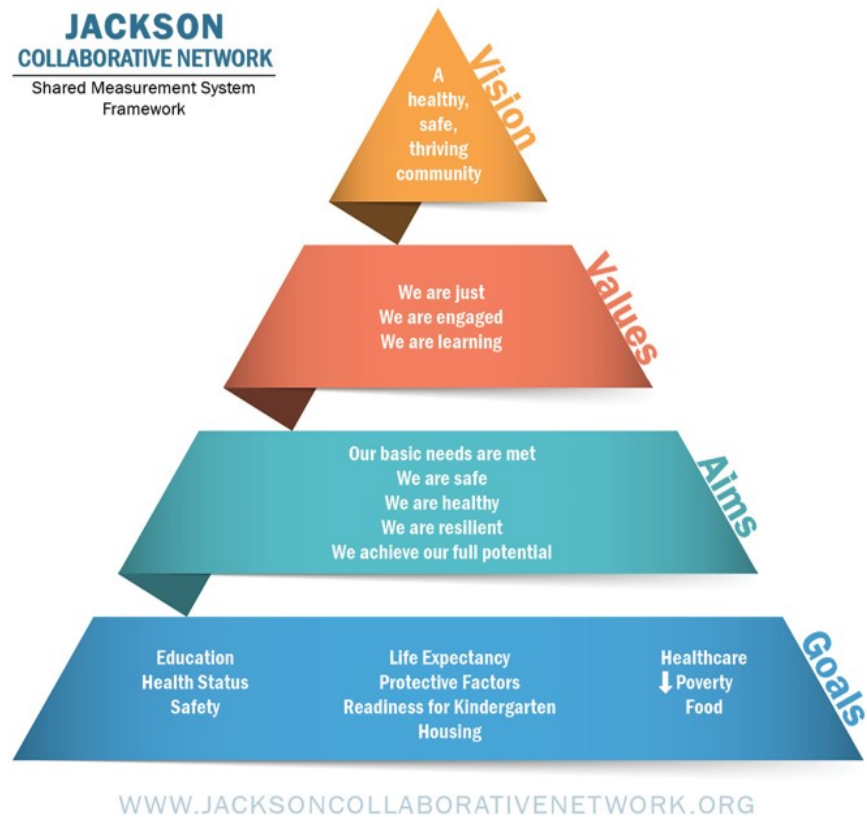 JACKSON
COLLABORATIVE NETWORK
Shared Measurement System
Framework
Vision
A
healthy,
safe,
thriving
community
Values
We are just
We are engaged
We are learning
Aims
Our basic needs are met
We are safe
We are healthy
We are resilient
We achieve our full potential
Goals
Education
Health Status
Safety
Life Expectancy
Protective Factors
Readiness for Kindergarten
Housing
Healthcare
⬇ Poverty
Food
WWW.JACKSONCOLLABORATIVENETWORK.ORG